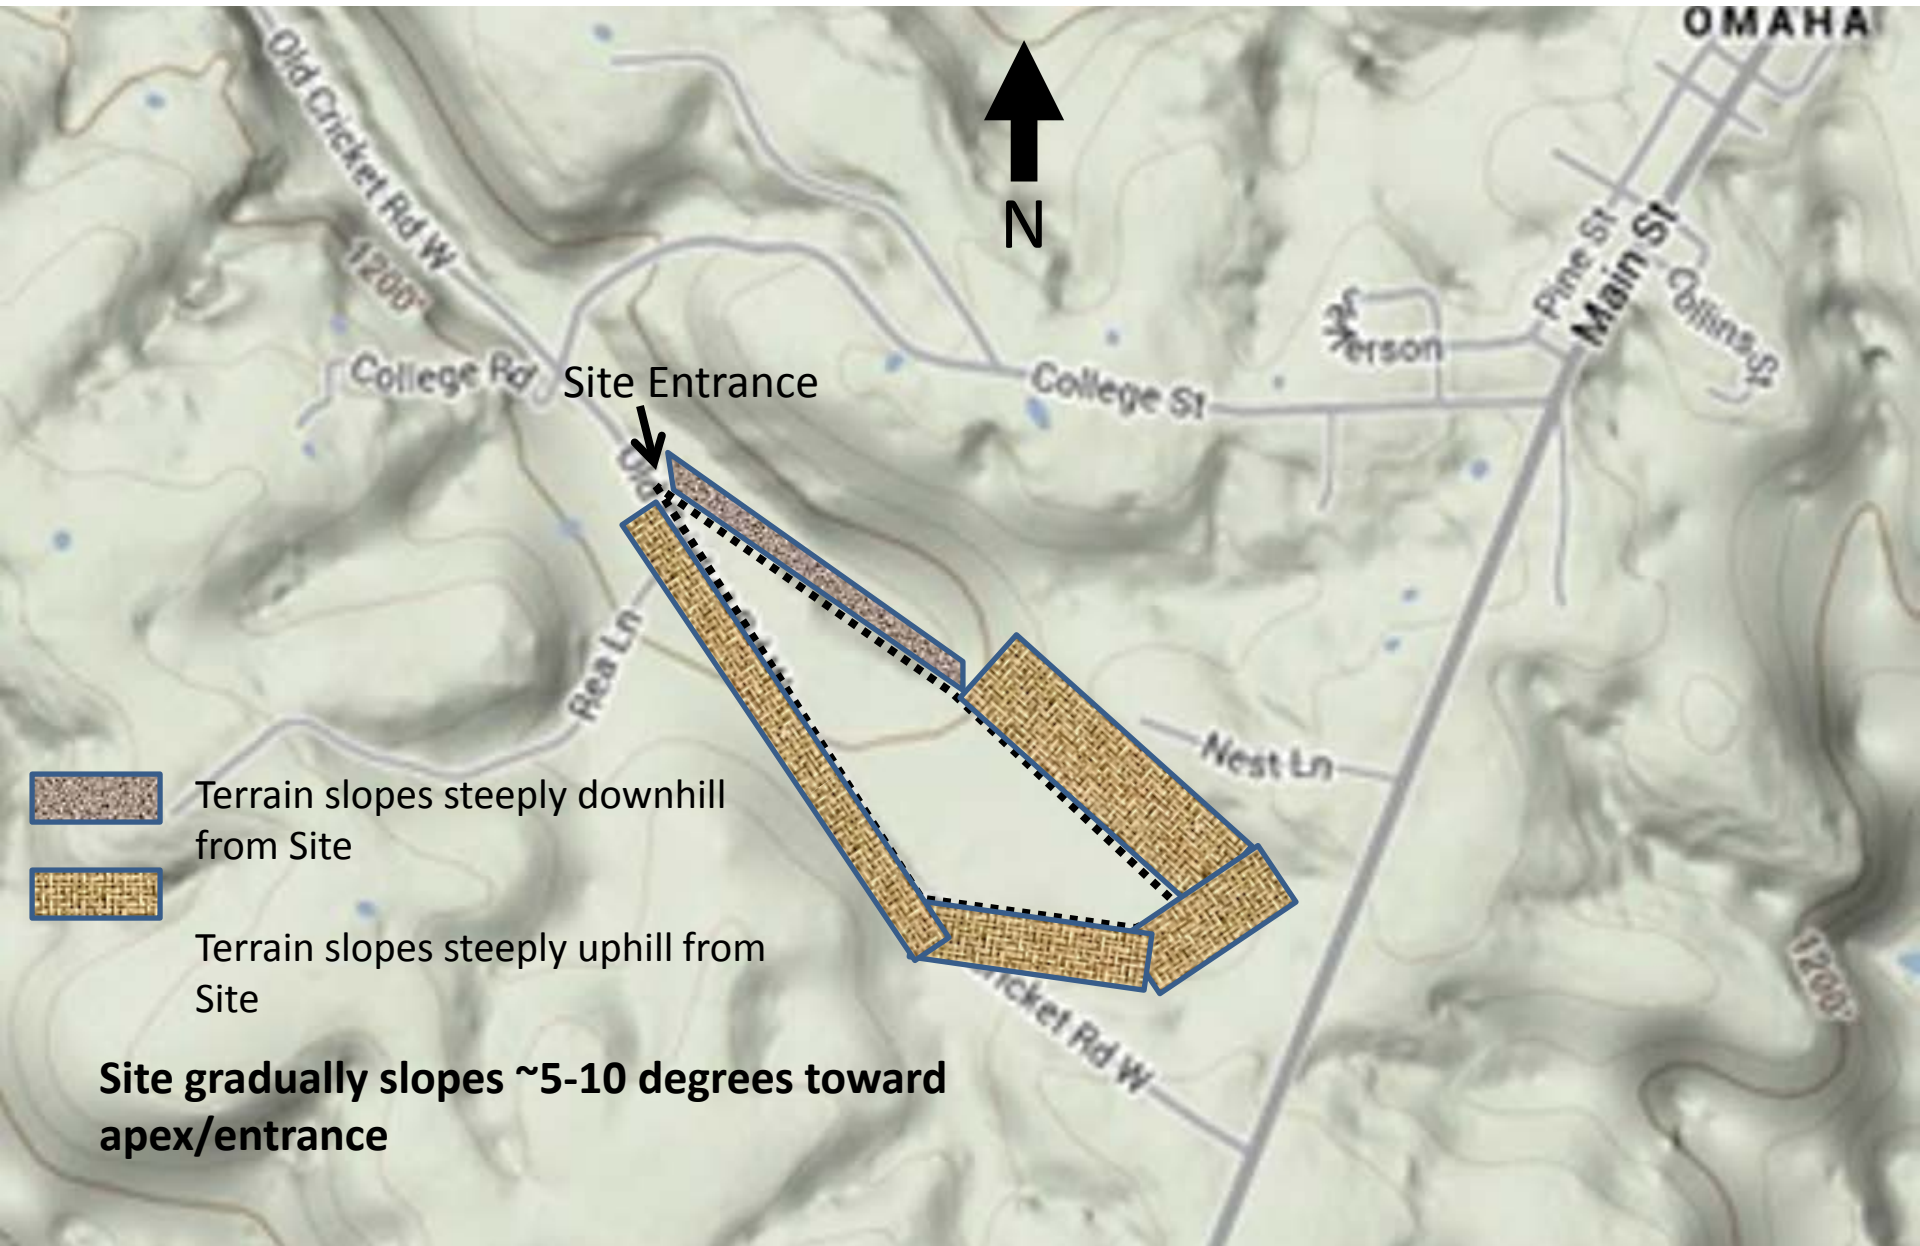 OMAHA
Old Cricket Rd W
N
Pine St
Main St
Collins St
1200'
College Rd
Site Entrance
College St
Old
Rea Ln
Nest Ln
Terrain slopes steeply downhill
from Site
Terrain slopes steeply uphill from
Site
1200'
ricket Rd W
Site gradually slopes ~5-10 degrees toward
apex/entrance